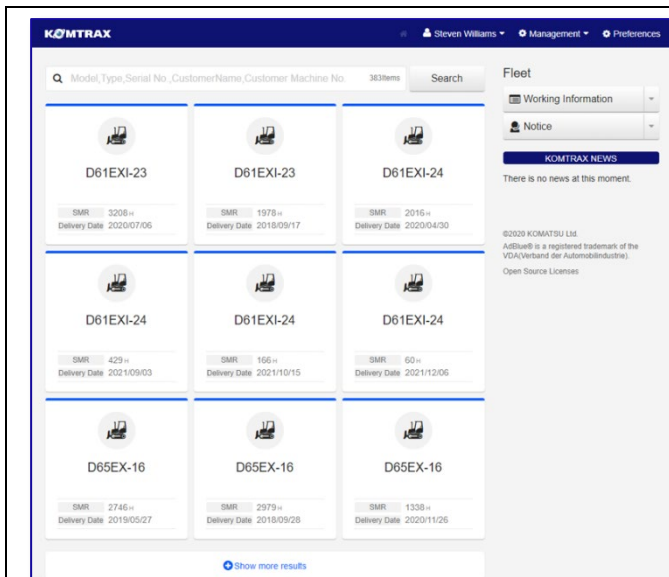 KOMTRAX
Steven Williams
Management
Preferences
Model,Type,Serial No.,CustomerName,Customer Machine No.
383Items
Search
D61EXI-23
SMR 3208 H
Delivery Date 2020/07/06
D61EXI-23
SMR 1978 H
Delivery Date 2018/09/17
D61EXI-24
SMR 2016 H
Delivery Date 2020/04/30
D61EXI-24
SMR 429 H
Delivery Date 2021/09/03
D61EXI-24
SMR 166 H
Delivery Date 2021/10/15
D61EXI-24
SMR 60 H
Delivery Date 2021/12/06
D65EX-16
SMR 2746 H
Delivery Date 2019/05/27
D65EX-16
SMR 2979 H
Delivery Date 2018/09/28
D65EX-16
SMR 1338 H
Delivery Date 2020/11/26
Show more results
Fleet
Working Information
Notice
KOMTRAX NEWS
There is no news at this moment.
©2020 KOMATSU Ltd.
AdBlue® is a registered trademark of the
VDA(Verband der Automobilindustrie).
Open Source Licenses